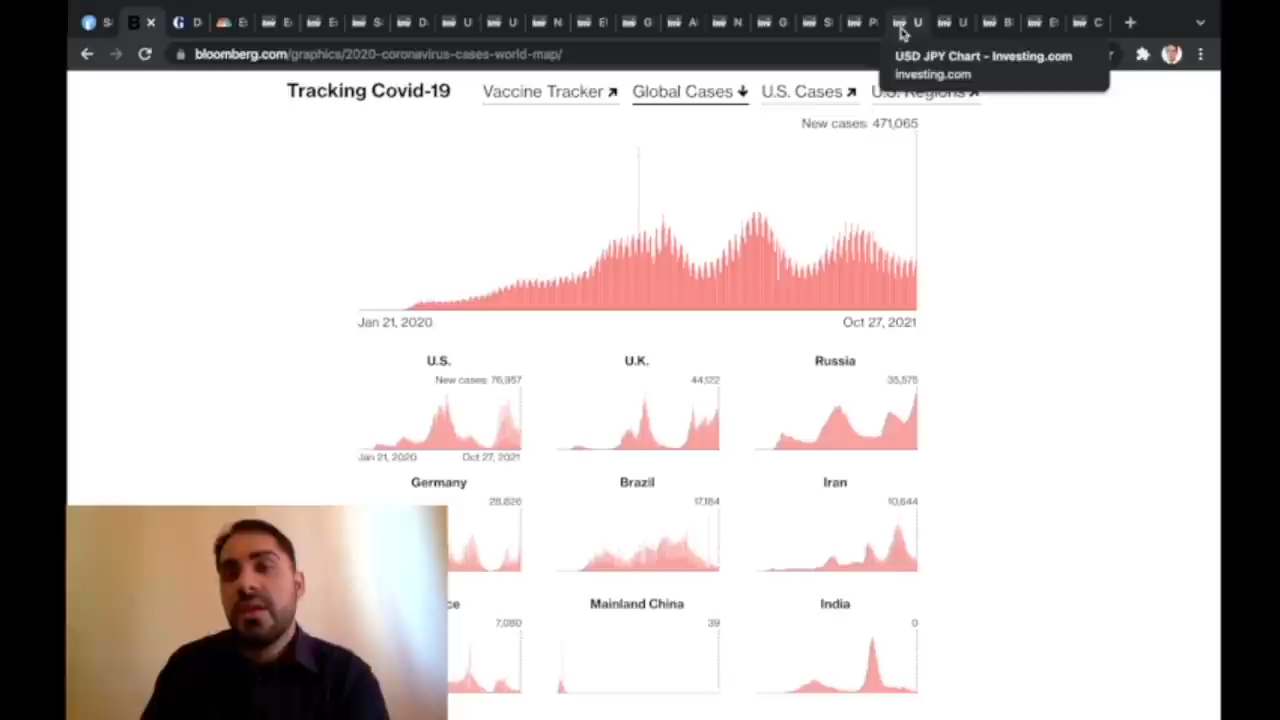 bloomberg.com/graphics/2020-coronavirus-cases-world-map/
USD JPY Chart - Investing.com
investing.com
Tracking Covid-19 Vaccine Tracker Global Cases U.S. Cases U.S. Regions
New cases: 471,065
Jan 21, 2020 Oct 27, 2021
U.S. U.K. Russia
New cases: 76,957 44,122 35,575
Jan 21, 2020 Oct 27, 2021
Germany Brazil Iran
28,826 17,184 10,644
ce Mainland China India
7,080 39 0